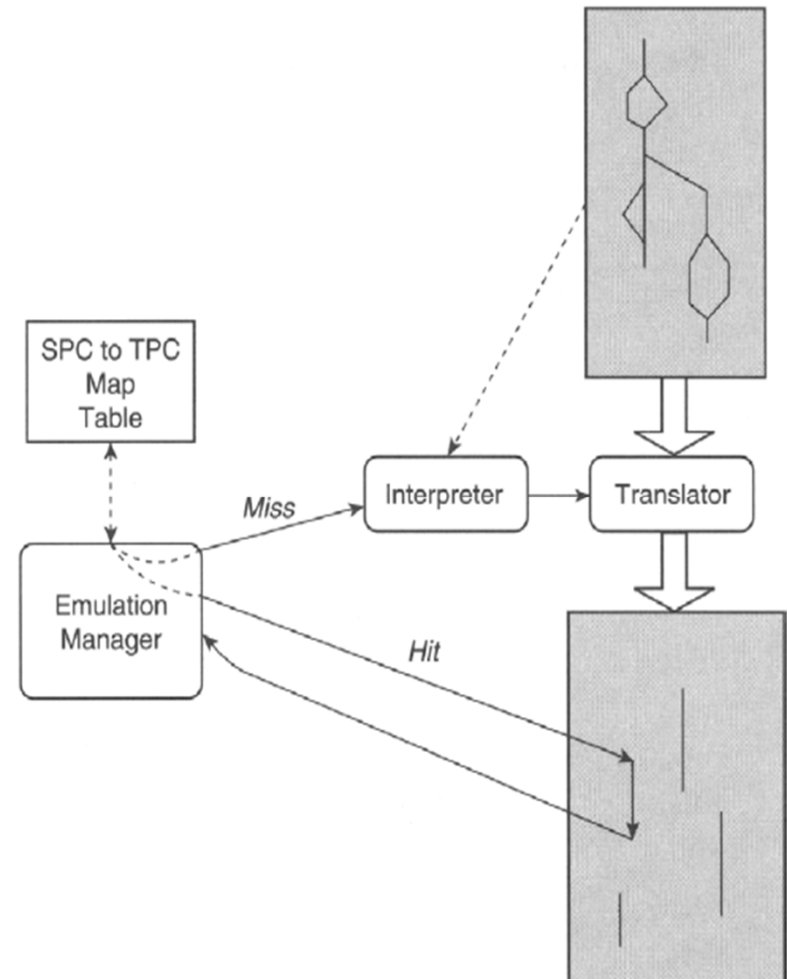 SPC to TPC
Map
Table
Miss
Interpreter
Translator
Emulation
Manager
Hit